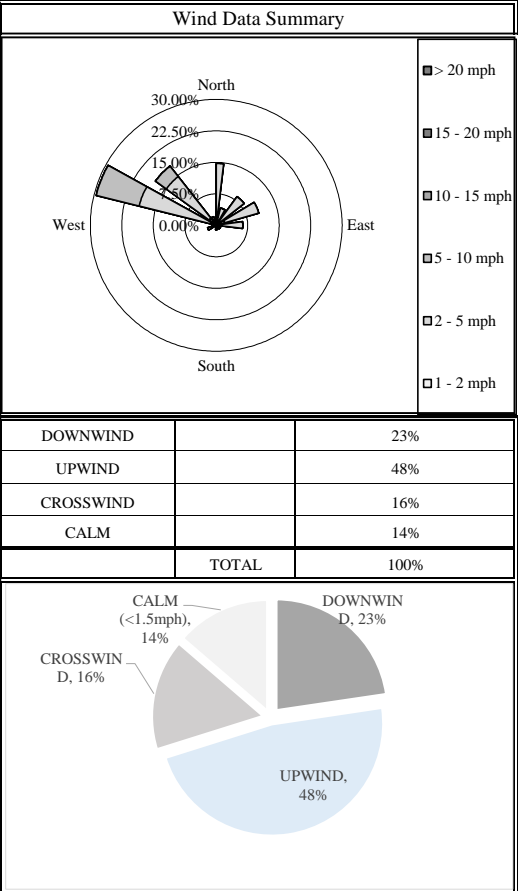 Wind Data Summary
North
30.00%
22.50%
15.00%
7.50%
0.00%
West
East
South
> 20 mph
15 - 20 mph
10 - 15 mph
5 - 10 mph
2 - 5 mph
1 - 2 mph
DOWNWIND 23%
UPWIND 48%
CROSSWIND 16%
CALM 14%
TOTAL 100%
CALM
(<1.5mph),
14%
DOWNWIN
D, 23%
CROSSWIN
D, 16%
UPWIND,
48%